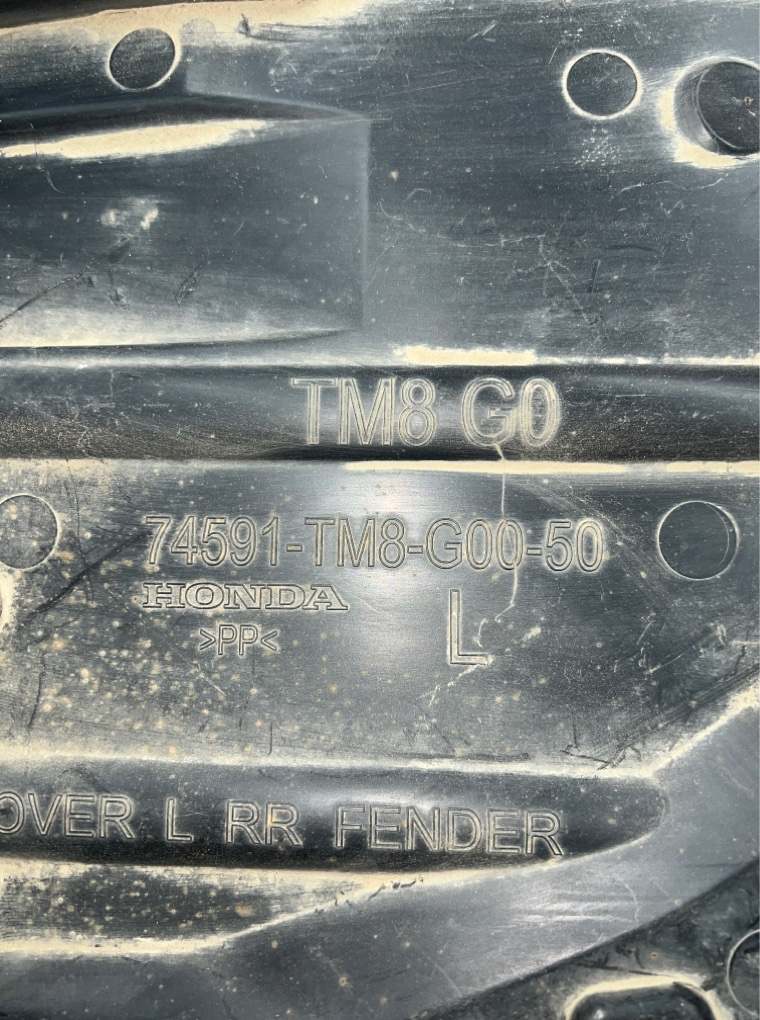 TM8 G0
74591-TM8-G00-50
HONDA
L
>PP<
OVER L RR FENDER